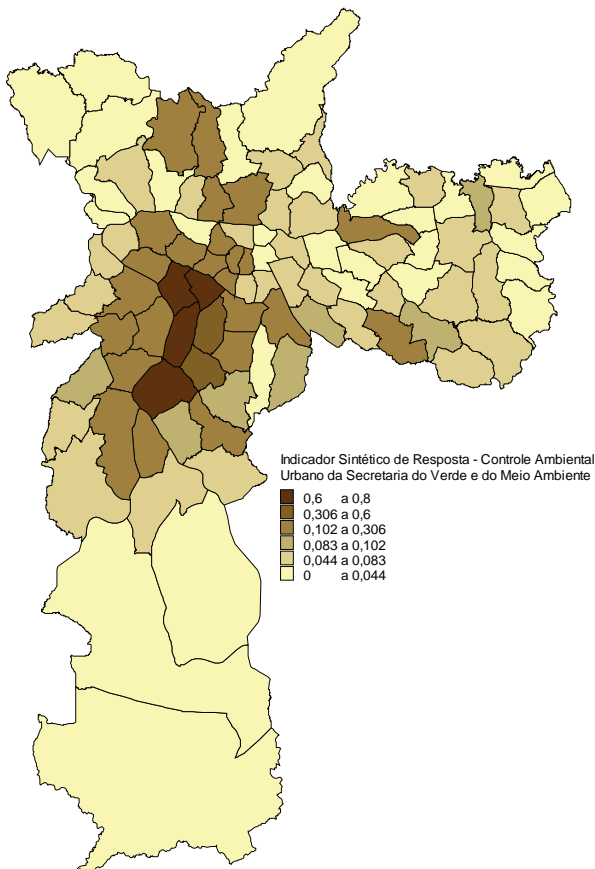 Indicador Sintético de Resposta - Controle Ambiental
Urbano da Secretaria do Verde e do Meio Ambiente
0,6 a 0,8
0,306 a 0,6
0,102 a 0,306
0,083 a 0,102
0,044 a 0,083
0 a 0,044